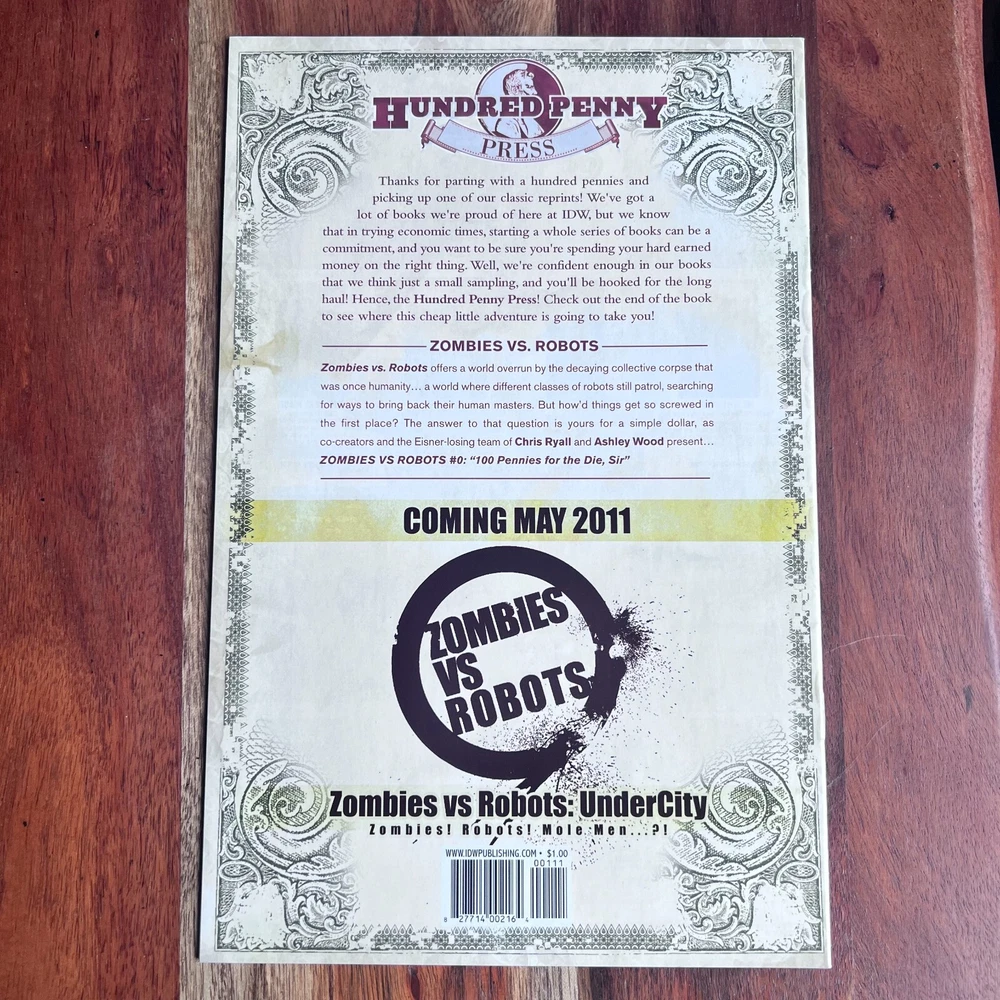 HUNDRED PENNY
PRESS
Thanks for parting with a hundred pennies and
picking up one of our classic reprints! We've got a
lot of books we're proud of here at IDW, but we know
that in trying economic times, starting a whole series of books can be a
commitment, and you want to be sure you're spending your hard earned
money on the right thing. Well, we're confident enough in our books
that we think just a small sampling, and you'll be hooked for the long
haul! Hence, the Hundred Penny Press! Check out the end of the book
to see where this cheap little adventure is going to take you!
ZOMBIES VS. ROBOTS
Zombies vs. Robots offers a world overrun by the decaying collective corpse that
was once humanity... a world where different classes of robots still patrol, searching
for ways to bring back their human masters. But how'd things get so screwed in
the first place? The answer to that question is yours for a simple dollar, as
co-creators and the Eisner-losing team of Chris Ryall and Ashley Wood present...
ZOMBIES VS ROBOTS #0: “100 Pennies for the Die, Sir”
COMING MAY 2011
ZOMBIES
VS
ROBOTS
Zombies vs Robots: UnderCity
Zombies! Robots! Mole Men...?!
WWW.IDWPUBLISHING.COM • $1.00
00111
8 27714 00216 4